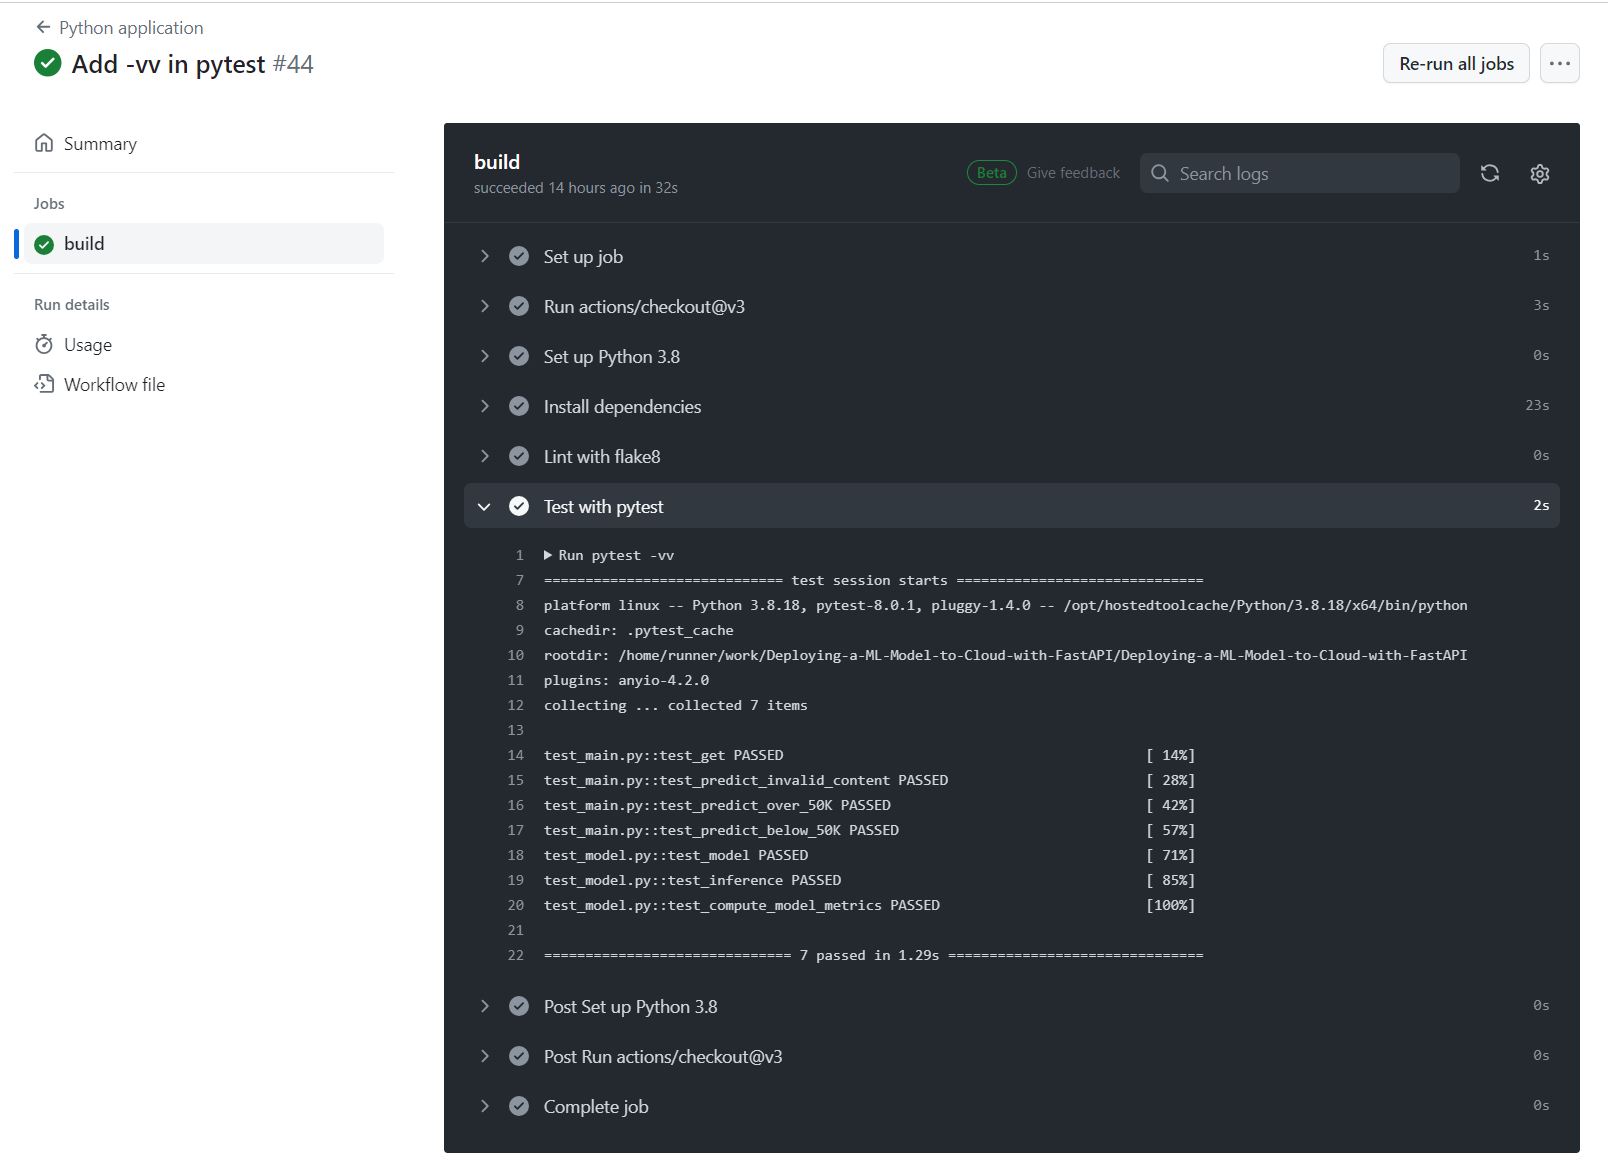 Python application
Add -vv in pytest #44
Re-run all jobs
Summary
Jobs
build
Run details
Usage
Workflow file
build
succeeded 14 hours ago in 32s
Beta Give feedback
Search logs
Set up job 1s
Run actions/checkout@v3 3s
Set up Python 3.8 0s
Install dependencies 23s
Lint with flake8 0s
Test with pytest 2s
1 Run pytest -vv
7 ============================= test session starts ==============================
8 platform linux -- Python 3.8.18, pytest-8.0.1, pluggy-1.4.0 -- /opt/hostedtoolcache/Python/3.8.18/x64/bin/python
9 cachedir: .pytest_cache
10 rootdir: /home/runner/work/Deploying-a-ML-Model-to-Cloud-with-FastAPI/Deploying-a-ML-Model-to-Cloud-with-FastAPI
11 plugins: anyio-4.2.0
12 collecting ... collected 7 items
13
14 test_main.py::test_get PASSED [ 14%]
15 test_main.py::test_predict_invalid_content PASSED [ 28%]
16 test_main.py::test_predict_over_50K PASSED [ 42%]
17 test_main.py::test_predict_below_50K PASSED [ 57%]
18 test_model.py::test_model PASSED [ 71%]
19 test_model.py::test_inference PASSED [ 85%]
20 test_model.py::test_compute_model_metrics PASSED [100%]
21
22 ============================== 7 passed in 1.29s ===============================
Post Set up Python 3.8 0s
Post Run actions/checkout@v3 0s
Complete job 0s